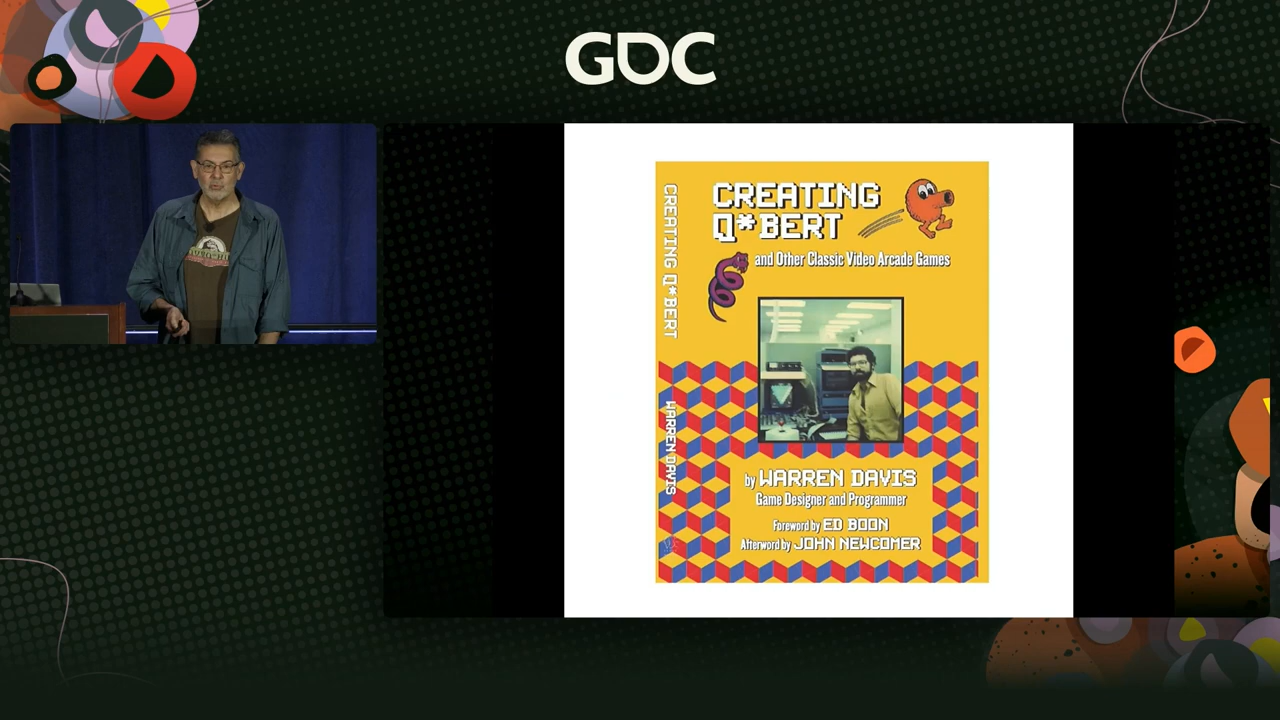 GDC
CREATING Q*BERT
WARREN DAVIS
CREATING
Q*BERT
and Other Classic Video Arcade Games
by WARREN DAVIS
Game Designer and Programmer
Foreword by ED BOON
Afterword by JOHN NEWCOMER